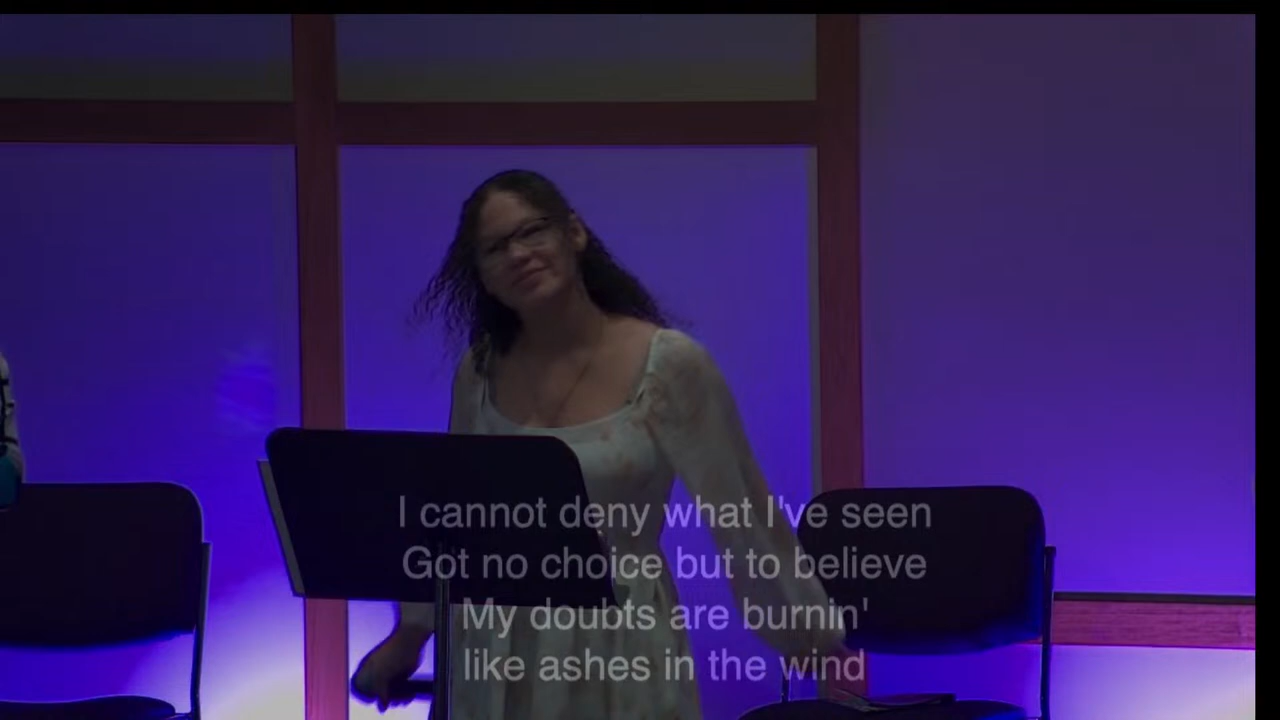 I cannot deny what I've seen
Got no choice but to believe
My doubts are burnin'
like ashes in the wind